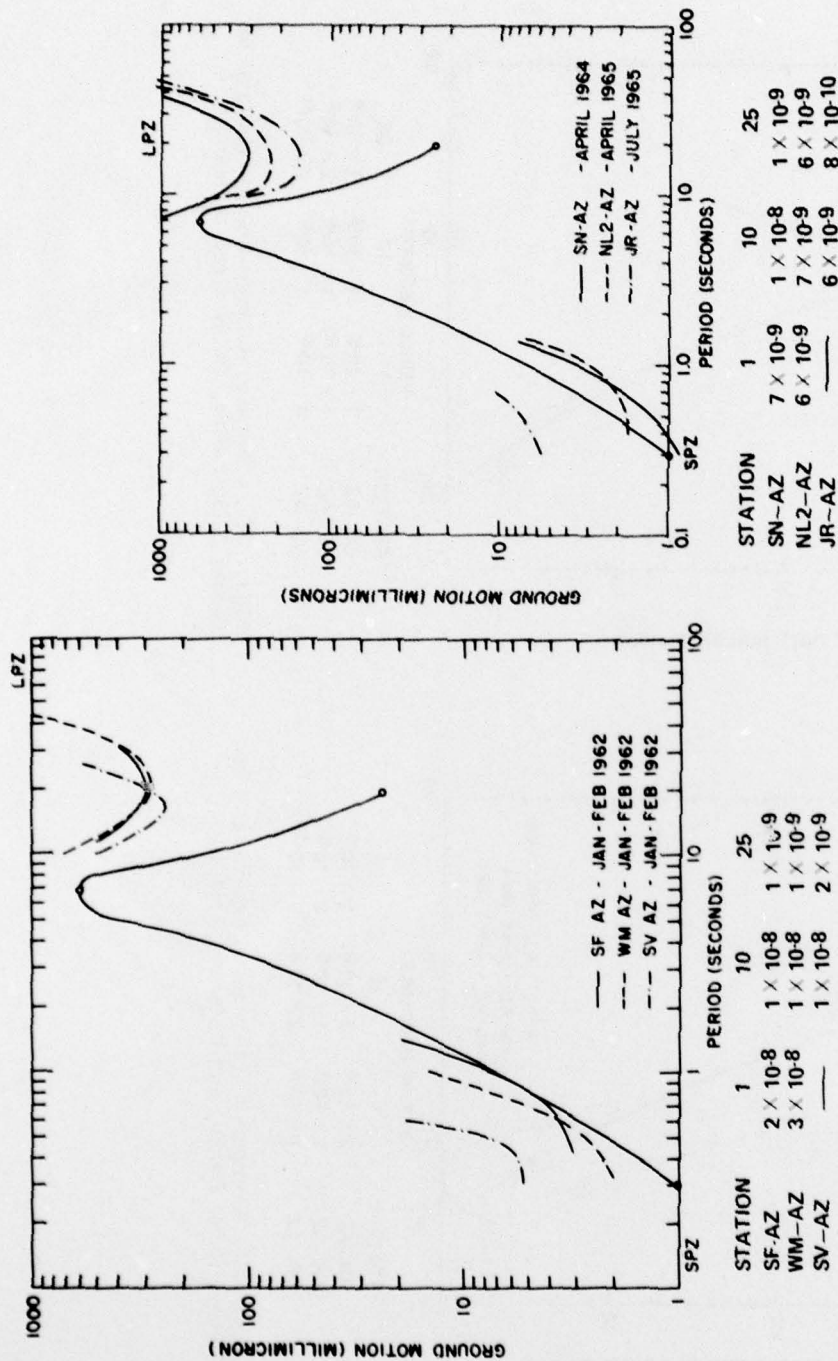 1000
100
10
1
GROUND MOTION (MILLIMICRON)
LPZ
SPZ
1
10
100
PERIOD (SECONDS)
SF AZ - JAN-FEB 1962
WM AZ - JAN-FEB 1962
SV AZ - JAN-FEB 1962
STATION 1 10 25
SF-AZ 2 × 10-8 1 × 10-8 1 × 10-9
WM-AZ 3 × 10-8 1 × 10-8 1 × 10-9
SV-AZ — 1 × 10-8 2 × 10-9
1000
100
10
1
GROUND MOTION (MILLIMICRONS)
LPZ
SPZ
0.1
1.0
10
100
PERIOD (SECONDS)
SN-AZ - APRIL 1964
NL2-AZ - APRIL 1965
JR-AZ - JULY 1965
STATION 1 10 25
SN-AZ 7 × 10-9 1 × 10-8 1 × 10-9
NL2-AZ 6 × 10-9 7 × 10-9 6 × 10-9
JR-AZ — 6 × 10-9 8 × 10-10